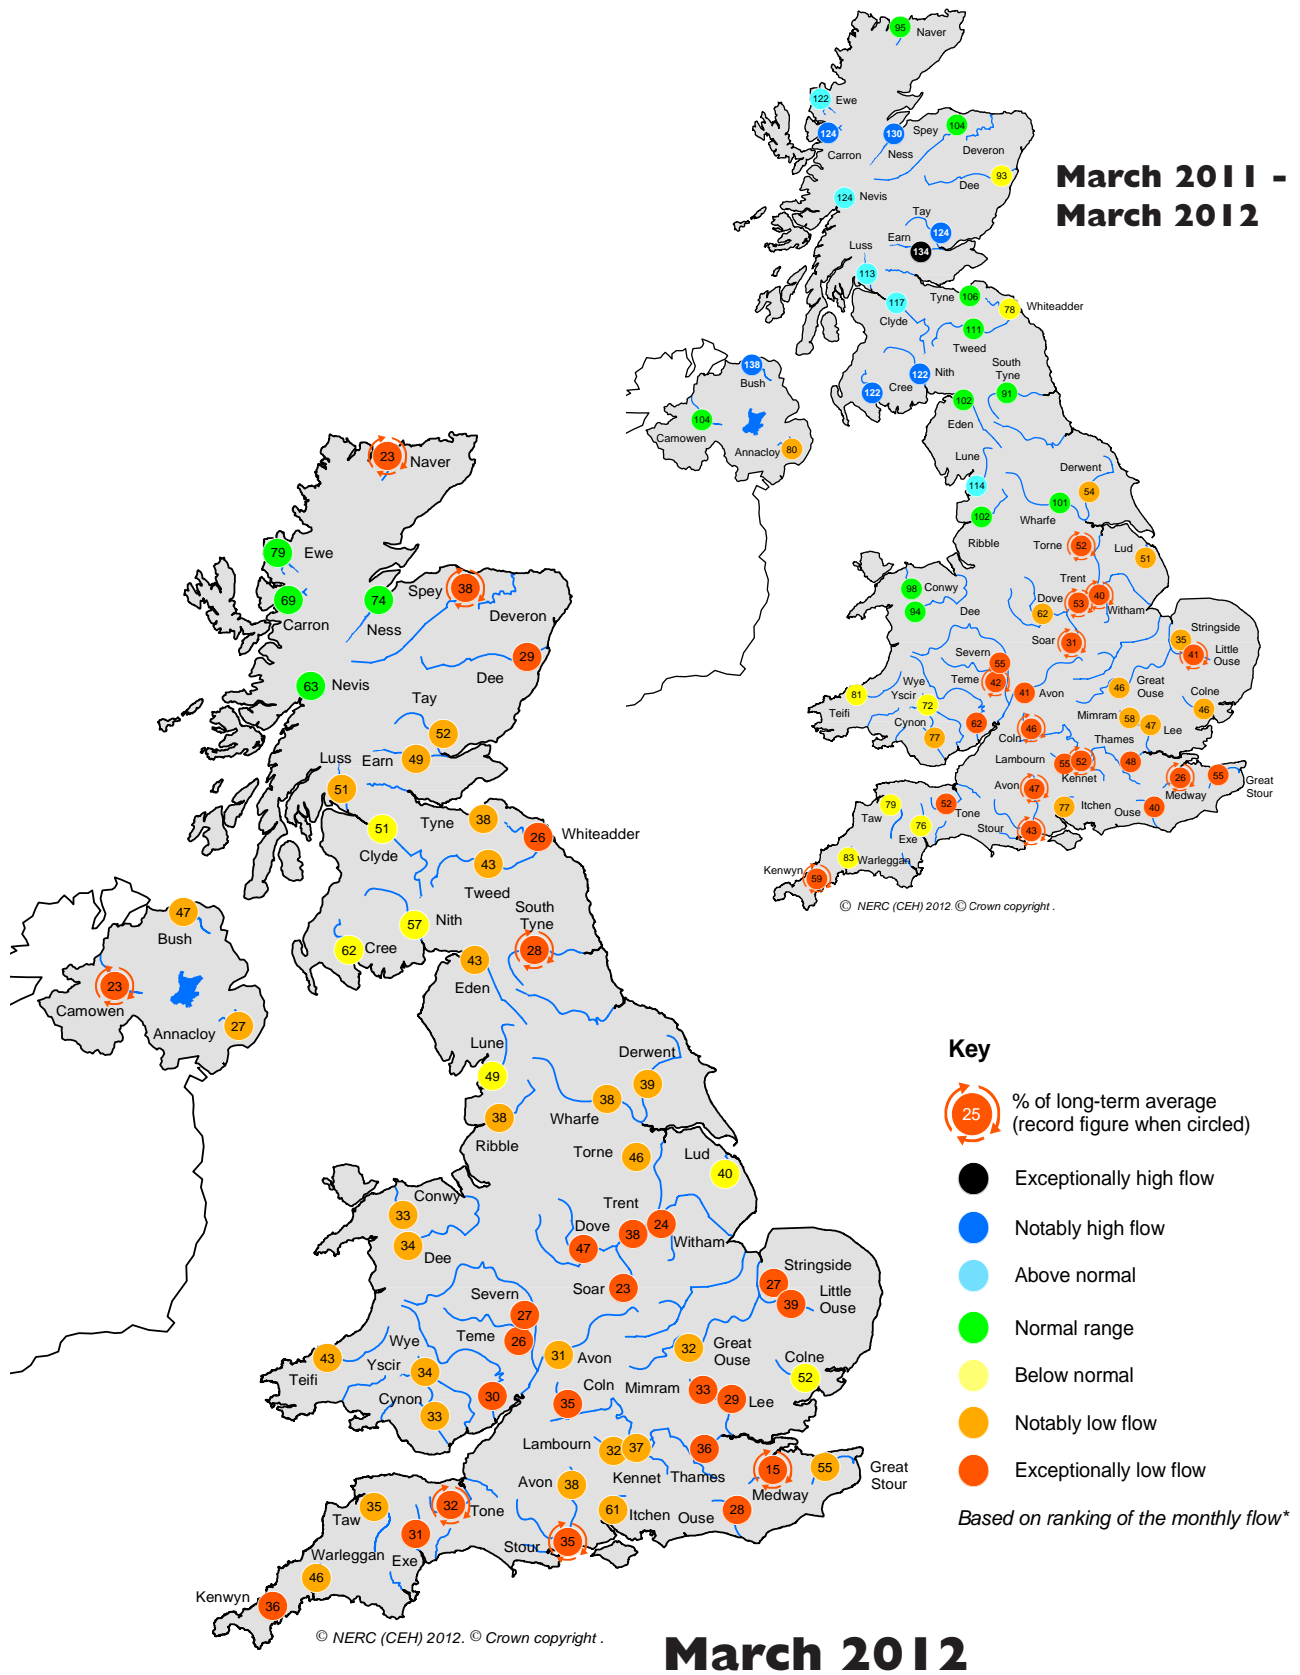 95
Naver
122
Ewe
124
Carron
130
Ness
Spey
104
Deveron
93
Dee
March 2011 -
March 2012
124
Nevis
Tay
124
Earn
134
Luss
113
117
Clyde
Tyne
106
78
Whiteadder
111
Tweed
138
Bush
122
Nith
122
Cree
South
Tyne
91
102
Eden
104
Camowen
Annacloy
80
Lune
114
Derwent
54
101
Wharfe
102
Ribble
Torne
52
Lud
51
98
Conwy
94
Dee
Trent
40
Dove
53
62
Witham
Soar
31
Stringside
35
41
Little
Ouse
Severn
55
Teme
42
41
Avon
46
Great
Ouse
Colne
46
81
Teifi
Wye
Yscir
72
Cynon
77
62
Mimram
58
47
Lee
Coln
46
Thames
48
Lambourn
55
52
Kennet
26
Medway
55
Great
Stour
Avon
47
77
Itchen
Ouse
40
79
Taw
52
Tone
76
Exe
Stour
43
83
Warleggan
Kenwyn
59
© NERC (CEH) 2012 © Crown copyright .
23
Naver
79
Ewe
69
Carron
74
Ness
Spey
38
Deveron
29
Dee
63
Nevis
Tay
52
Earn
49
Luss
51
51
Clyde
Tyne
38
26
Whiteadder
43
Tweed
47
Bush
57
Nith
62
Cree
South
Tyne
28
43
Eden
23
Camowen
Annacloy
27
Lune
49
Derwent
39
38
Wharfe
38
Ribble
Torne
46
Lud
40
Conwy
33
34
Dee
Trent
24
Dove
38
47
Witham
Soar
23
Stringside
27
39
Little
Ouse
Severn
27
Teme
26
31
Avon
32
Great
Ouse
Colne
52
43
Teifi
Wye
Yscir
34
Cynon
33
30
Coln
35
Mimram
33
29
Lee
Lambourn
32
37
Kennet
36
Thames
15
Medway
55
Great
Stour
Avon
38
61
Itchen
Ouse
28
35
Taw
32
Tone
31
Exe
Stour
35
Warleggan
46
Kenwyn
36
© NERC (CEH) 2012. © Crown copyright .
March 2012
Key
25
% of long-term average
(record figure when circled)
Exceptionally high flow
Notably high flow
Above normal
Normal range
Below normal
Notably low flow
Exceptionally low flow
Based on ranking of the monthly flow*